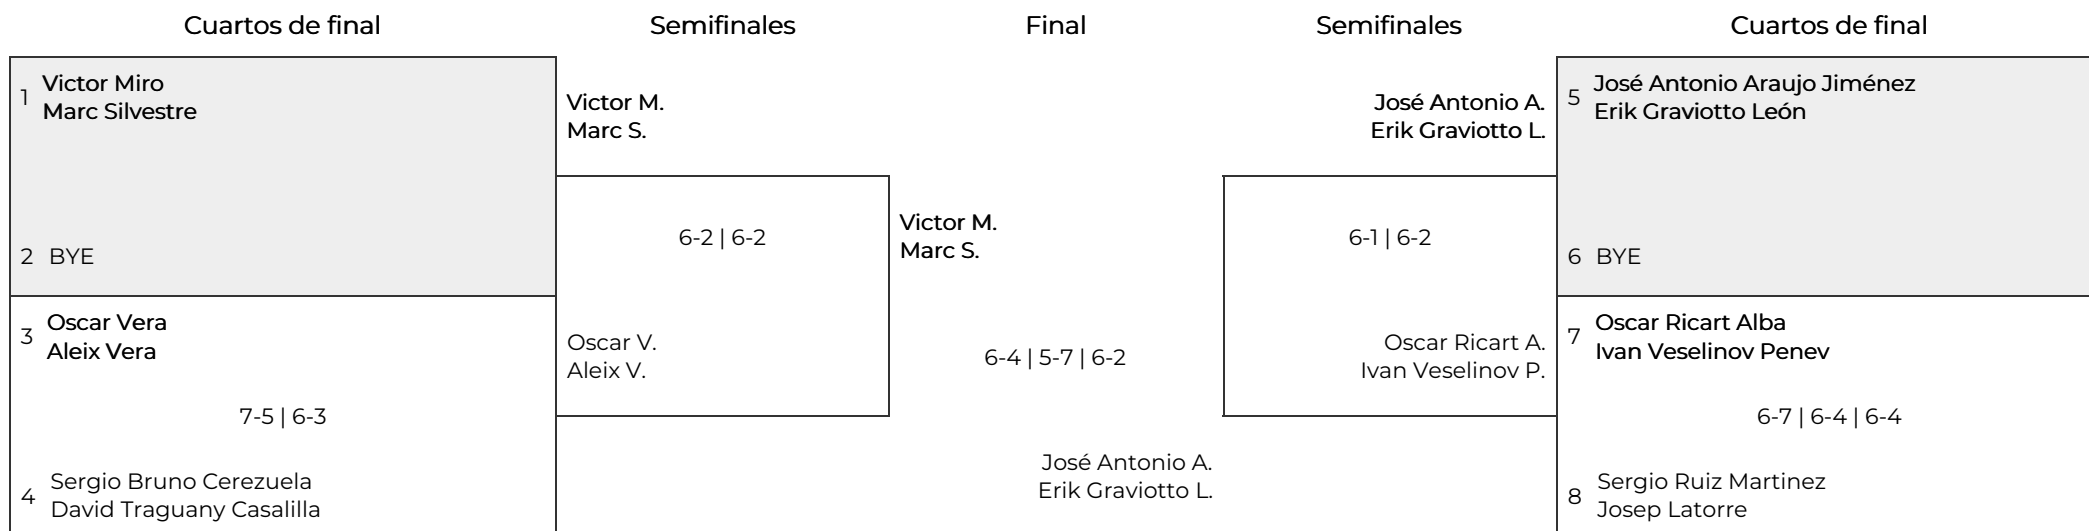 Cuartos de final
Semifinales
Final
Semifinales
Cuartos de final
1
Victor Miro
Marc Silvestre
2 BYE
3
Oscar Vera
Aleix Vera
7-5 | 6-3
4
Sergio Bruno Cerezuela
David Traguany Casalilla
Victor M.
Marc S.
6-2 | 6-2
Oscar V.
Aleix V.
Victor M.
Marc S.
6-4 | 5-7 | 6-2
José Antonio A.
Erik Graviotto L.
José Antonio A.
Erik Graviotto L.
6-1 | 6-2
Oscar Ricart A.
Ivan Veselinov P.
5
José Antonio Araujo Jiménez
Erik Graviotto León
6 BYE
7
Oscar Ricart Alba
Ivan Veselinov Penev
6-7 | 6-4 | 6-4
8
Sergio Ruiz Martinez
Josep Latorre